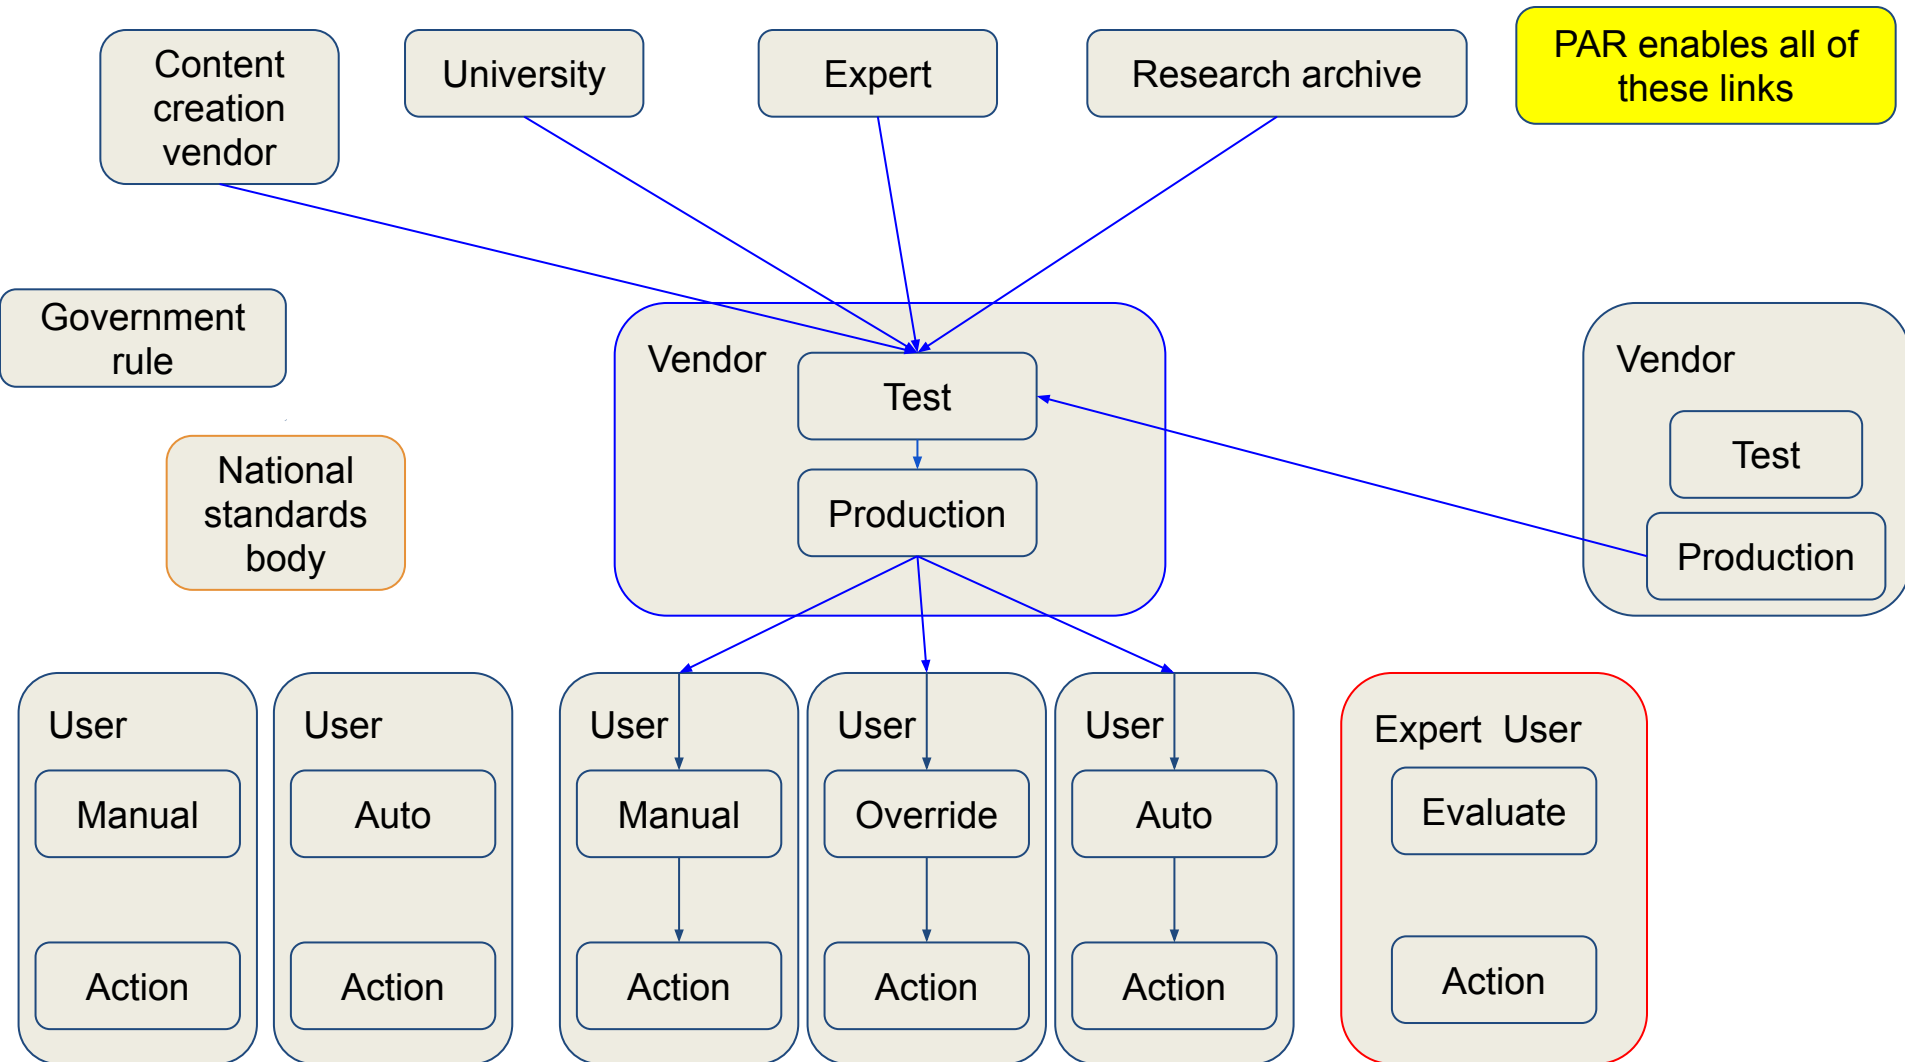 Content
creation
vendor
University
Expert
Research archive
PAR enables all of
these links
Government
rule
National
standards
body
Vendor
Test
Production
Vendor
Test
Production
User
Manual
Action
User
Auto
Action
User
Manual
Action
User
Override
Action
User
Auto
Action
Expert  User
Evaluate
Action